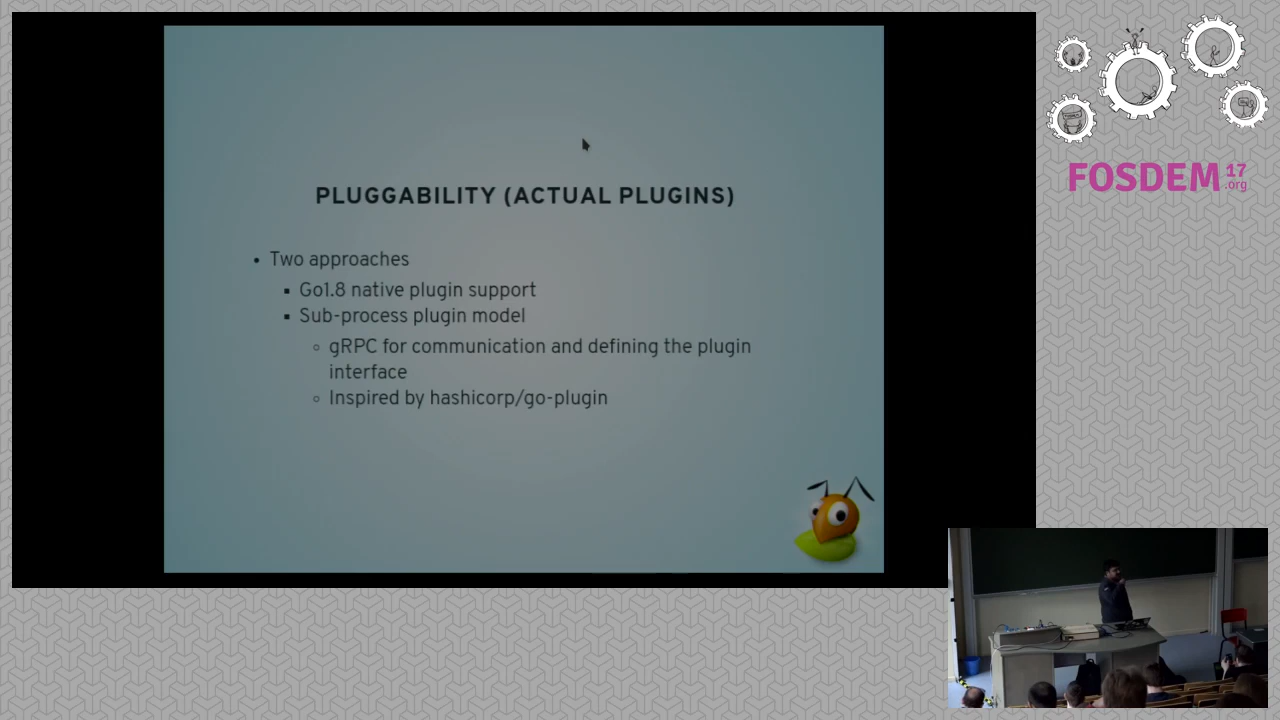 PLUGGABILITY (ACTUAL PLUGINS)
• Two approaches
▪ Go1.8 native plugin support
▪ Sub-process plugin model
◦ gRPC for communication and defining the plugin
interface
◦ Inspired by hashicorp/go-plugin
FOSDEM 17
.org